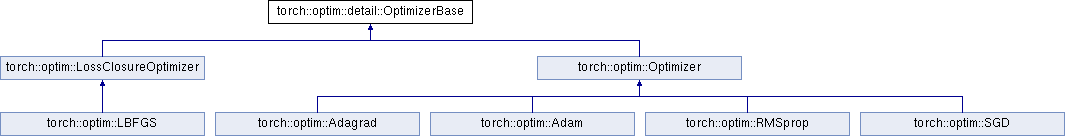 torch::optim::detail::OptimizerBase
torch::optim::LossClosureOptimizer
torch::optim::Optimizer
torch::optim::LBFGS
torch::optim::Adagrad
torch::optim::Adam
torch::optim::RMSprop
torch::optim::SGD